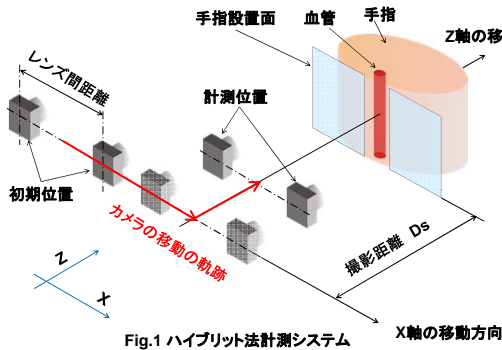 手指
手指設置面
血管
Z軸の移
レンズ間距離
計測位置
初期位置
カメラの移動の軌跡
撮影距離 Ds
Z
X
X軸の移動方向
Fig.1 ハイブリット法計測システム